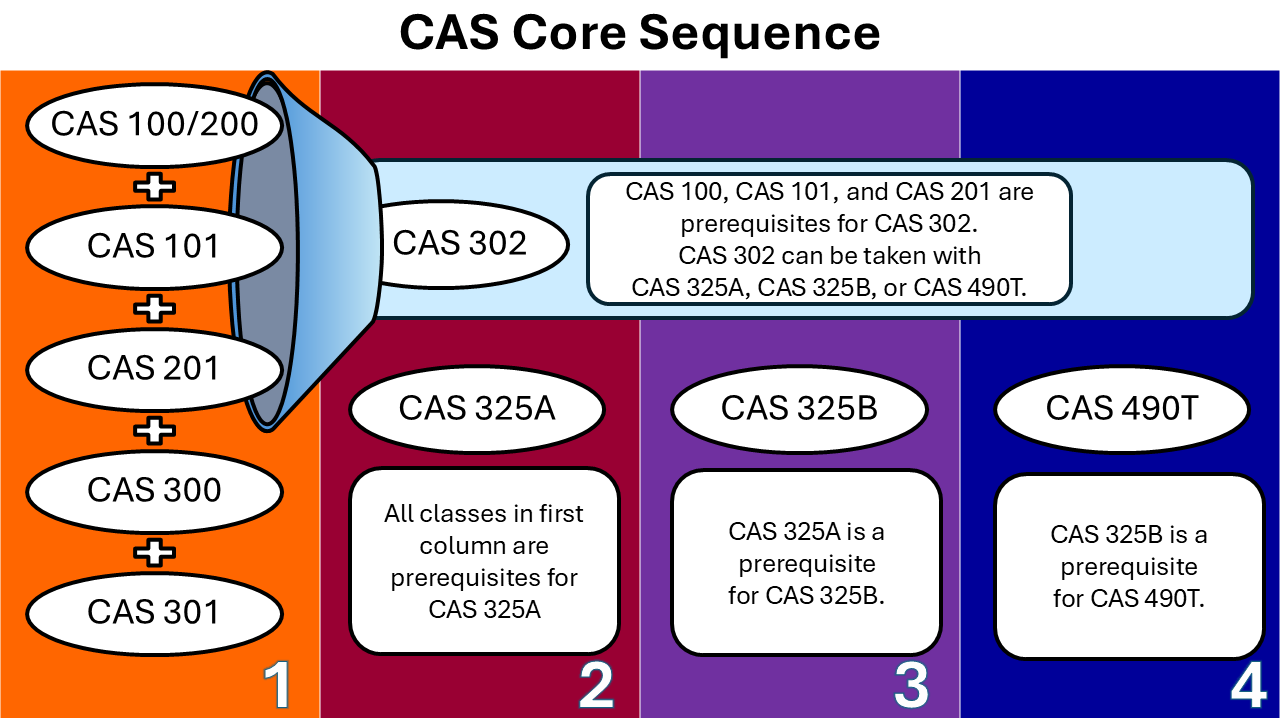 CAS Core Sequence
CAS 100/200
+
CAS 101
+
CAS 201
+
CAS 300
+
CAS 301
1
CAS 302
CAS 100, CAS 101, and CAS 201 are
prerequisites for CAS 302.
CAS 302 can be taken with
CAS 325A, CAS 325B, or CAS 490T.
CAS 325A
All classes in first
column are
prerequisites for
CAS 325A
2
CAS 325B
CAS 325A is a
prerequisite
for CAS 325B.
3
CAS 490T
CAS 325B is a
prerequisite
for CAS 490T.
4